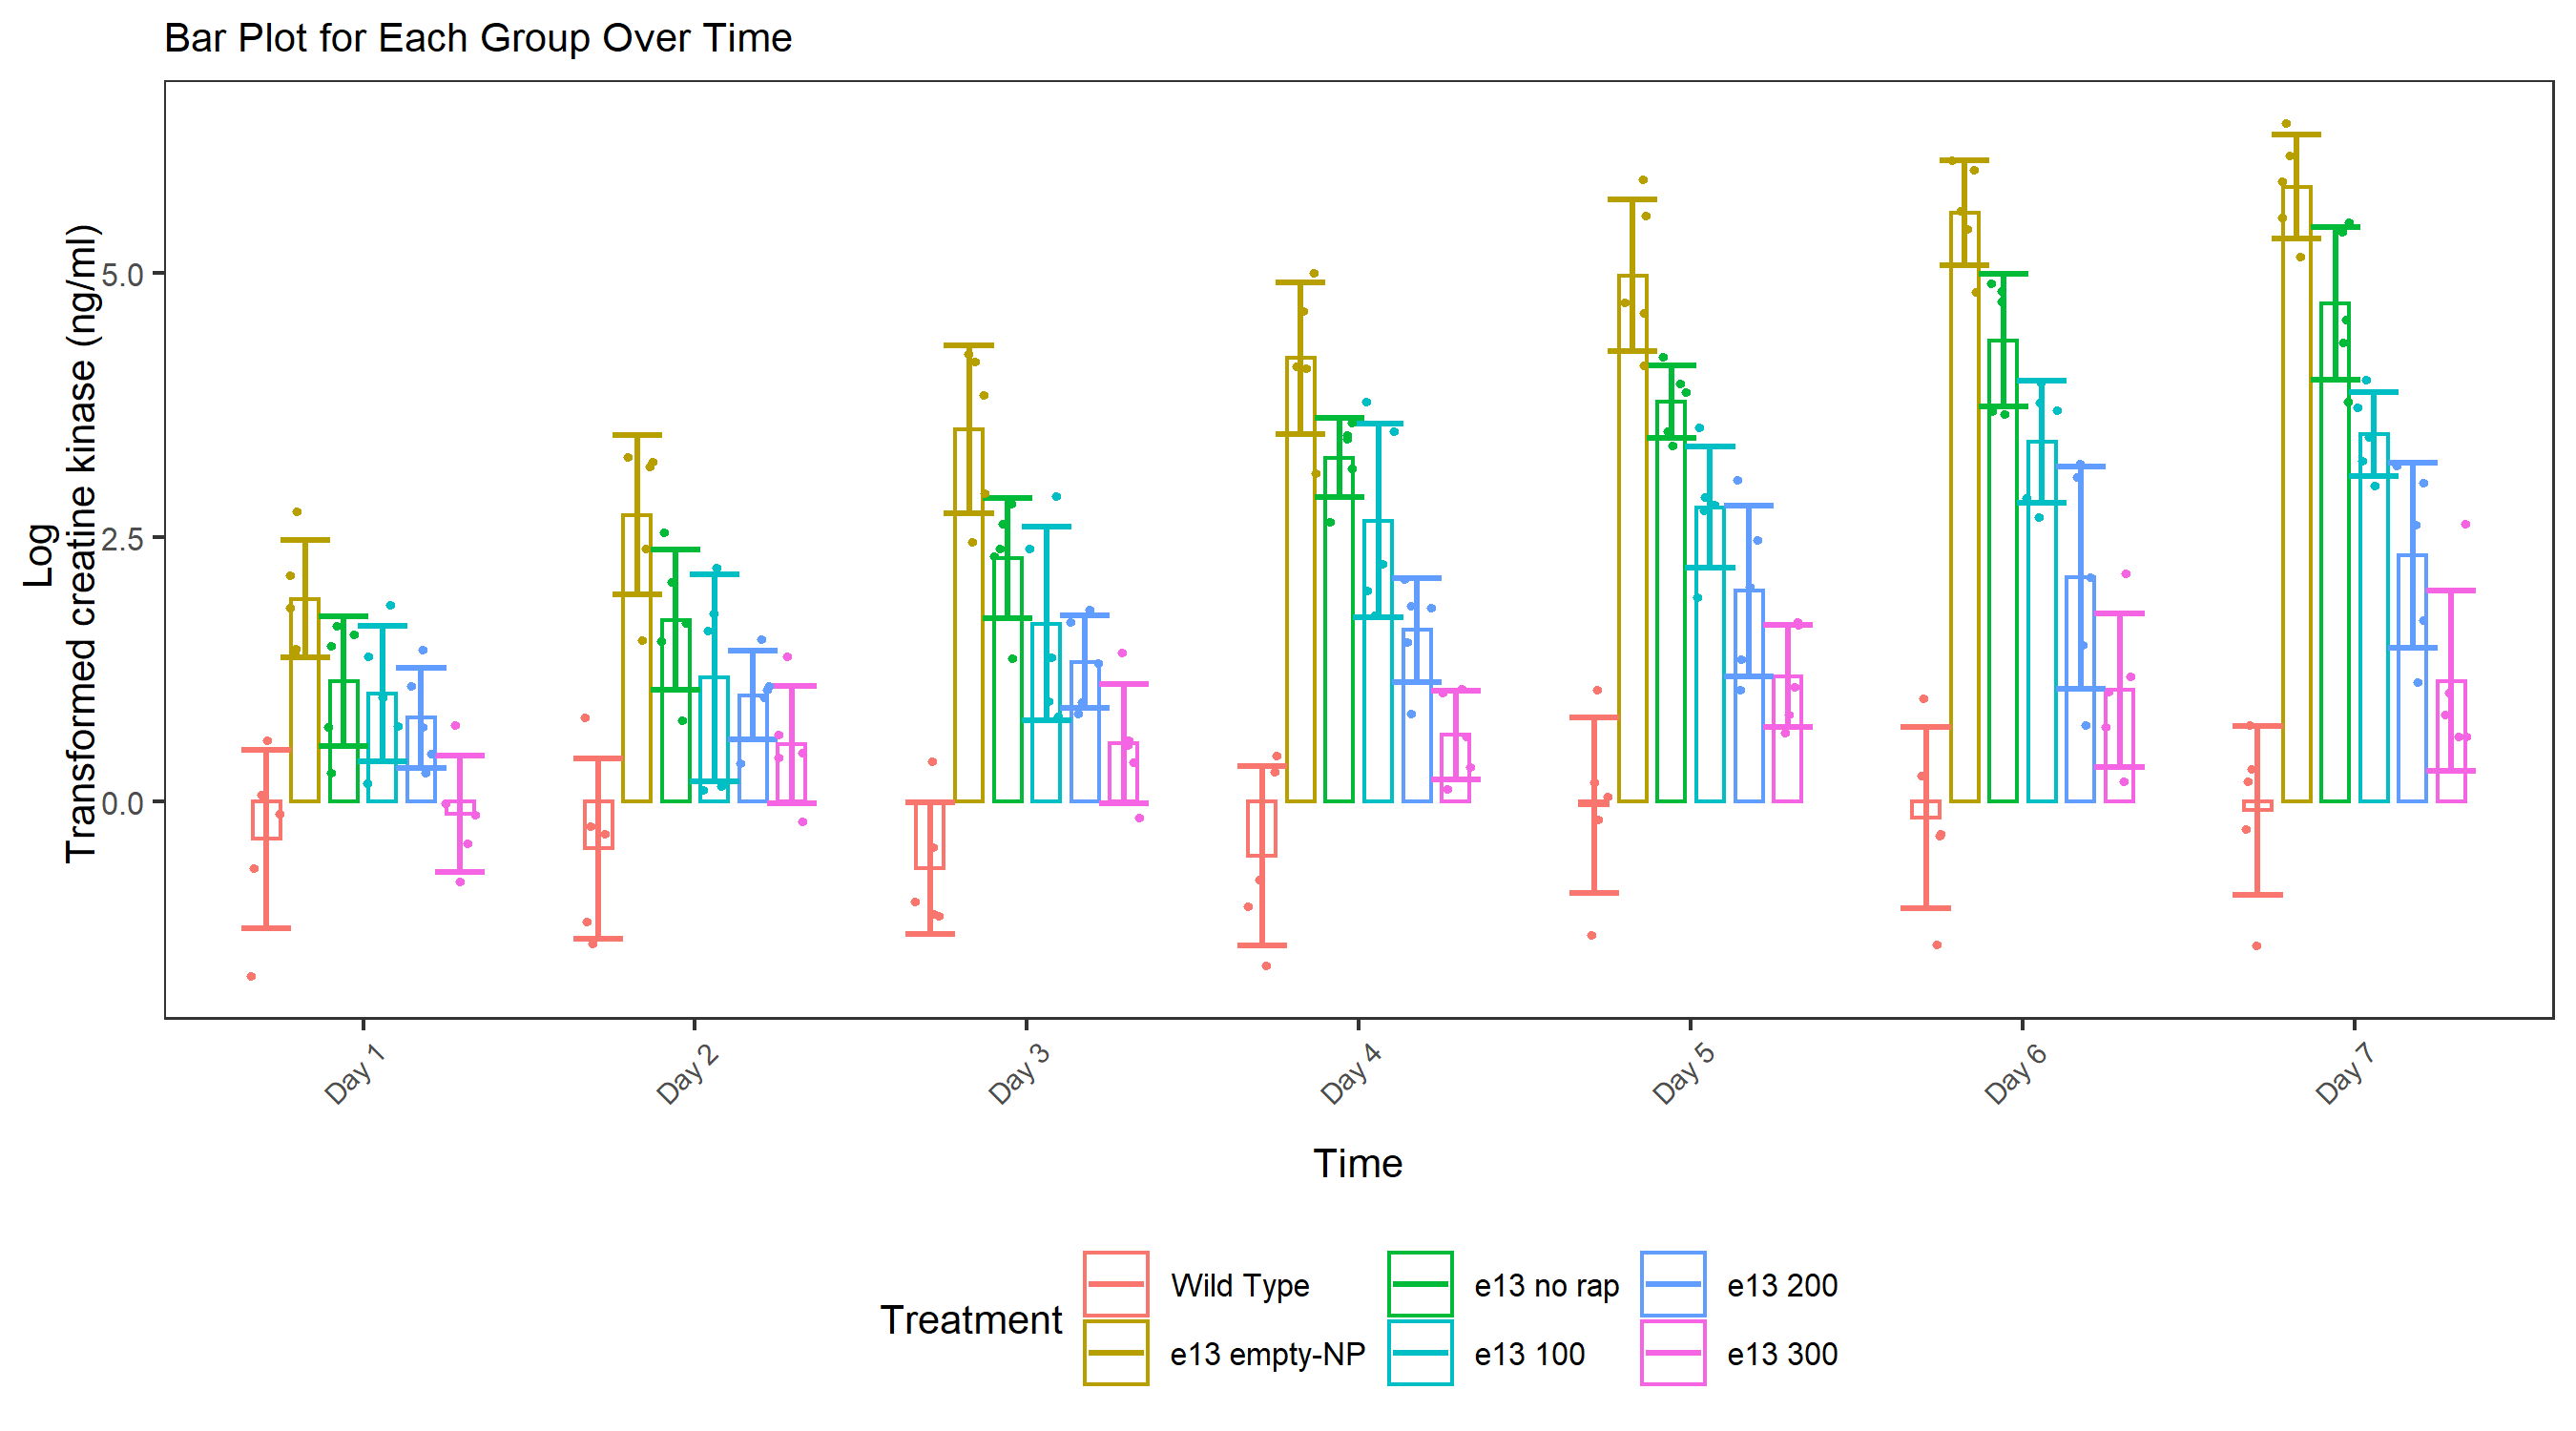 Bar Plot for Each Group Over Time
Log
Transformed creatine kinase (ng/ml)
5.0
2.5
0.0
Day 1
Day 2
Day 3
Day 4
Day 5
Day 6
Day 7
Time
Treatment
Wild Type
e13 no rap
e13 200
e13 empty-NP
e13 100
e13 300